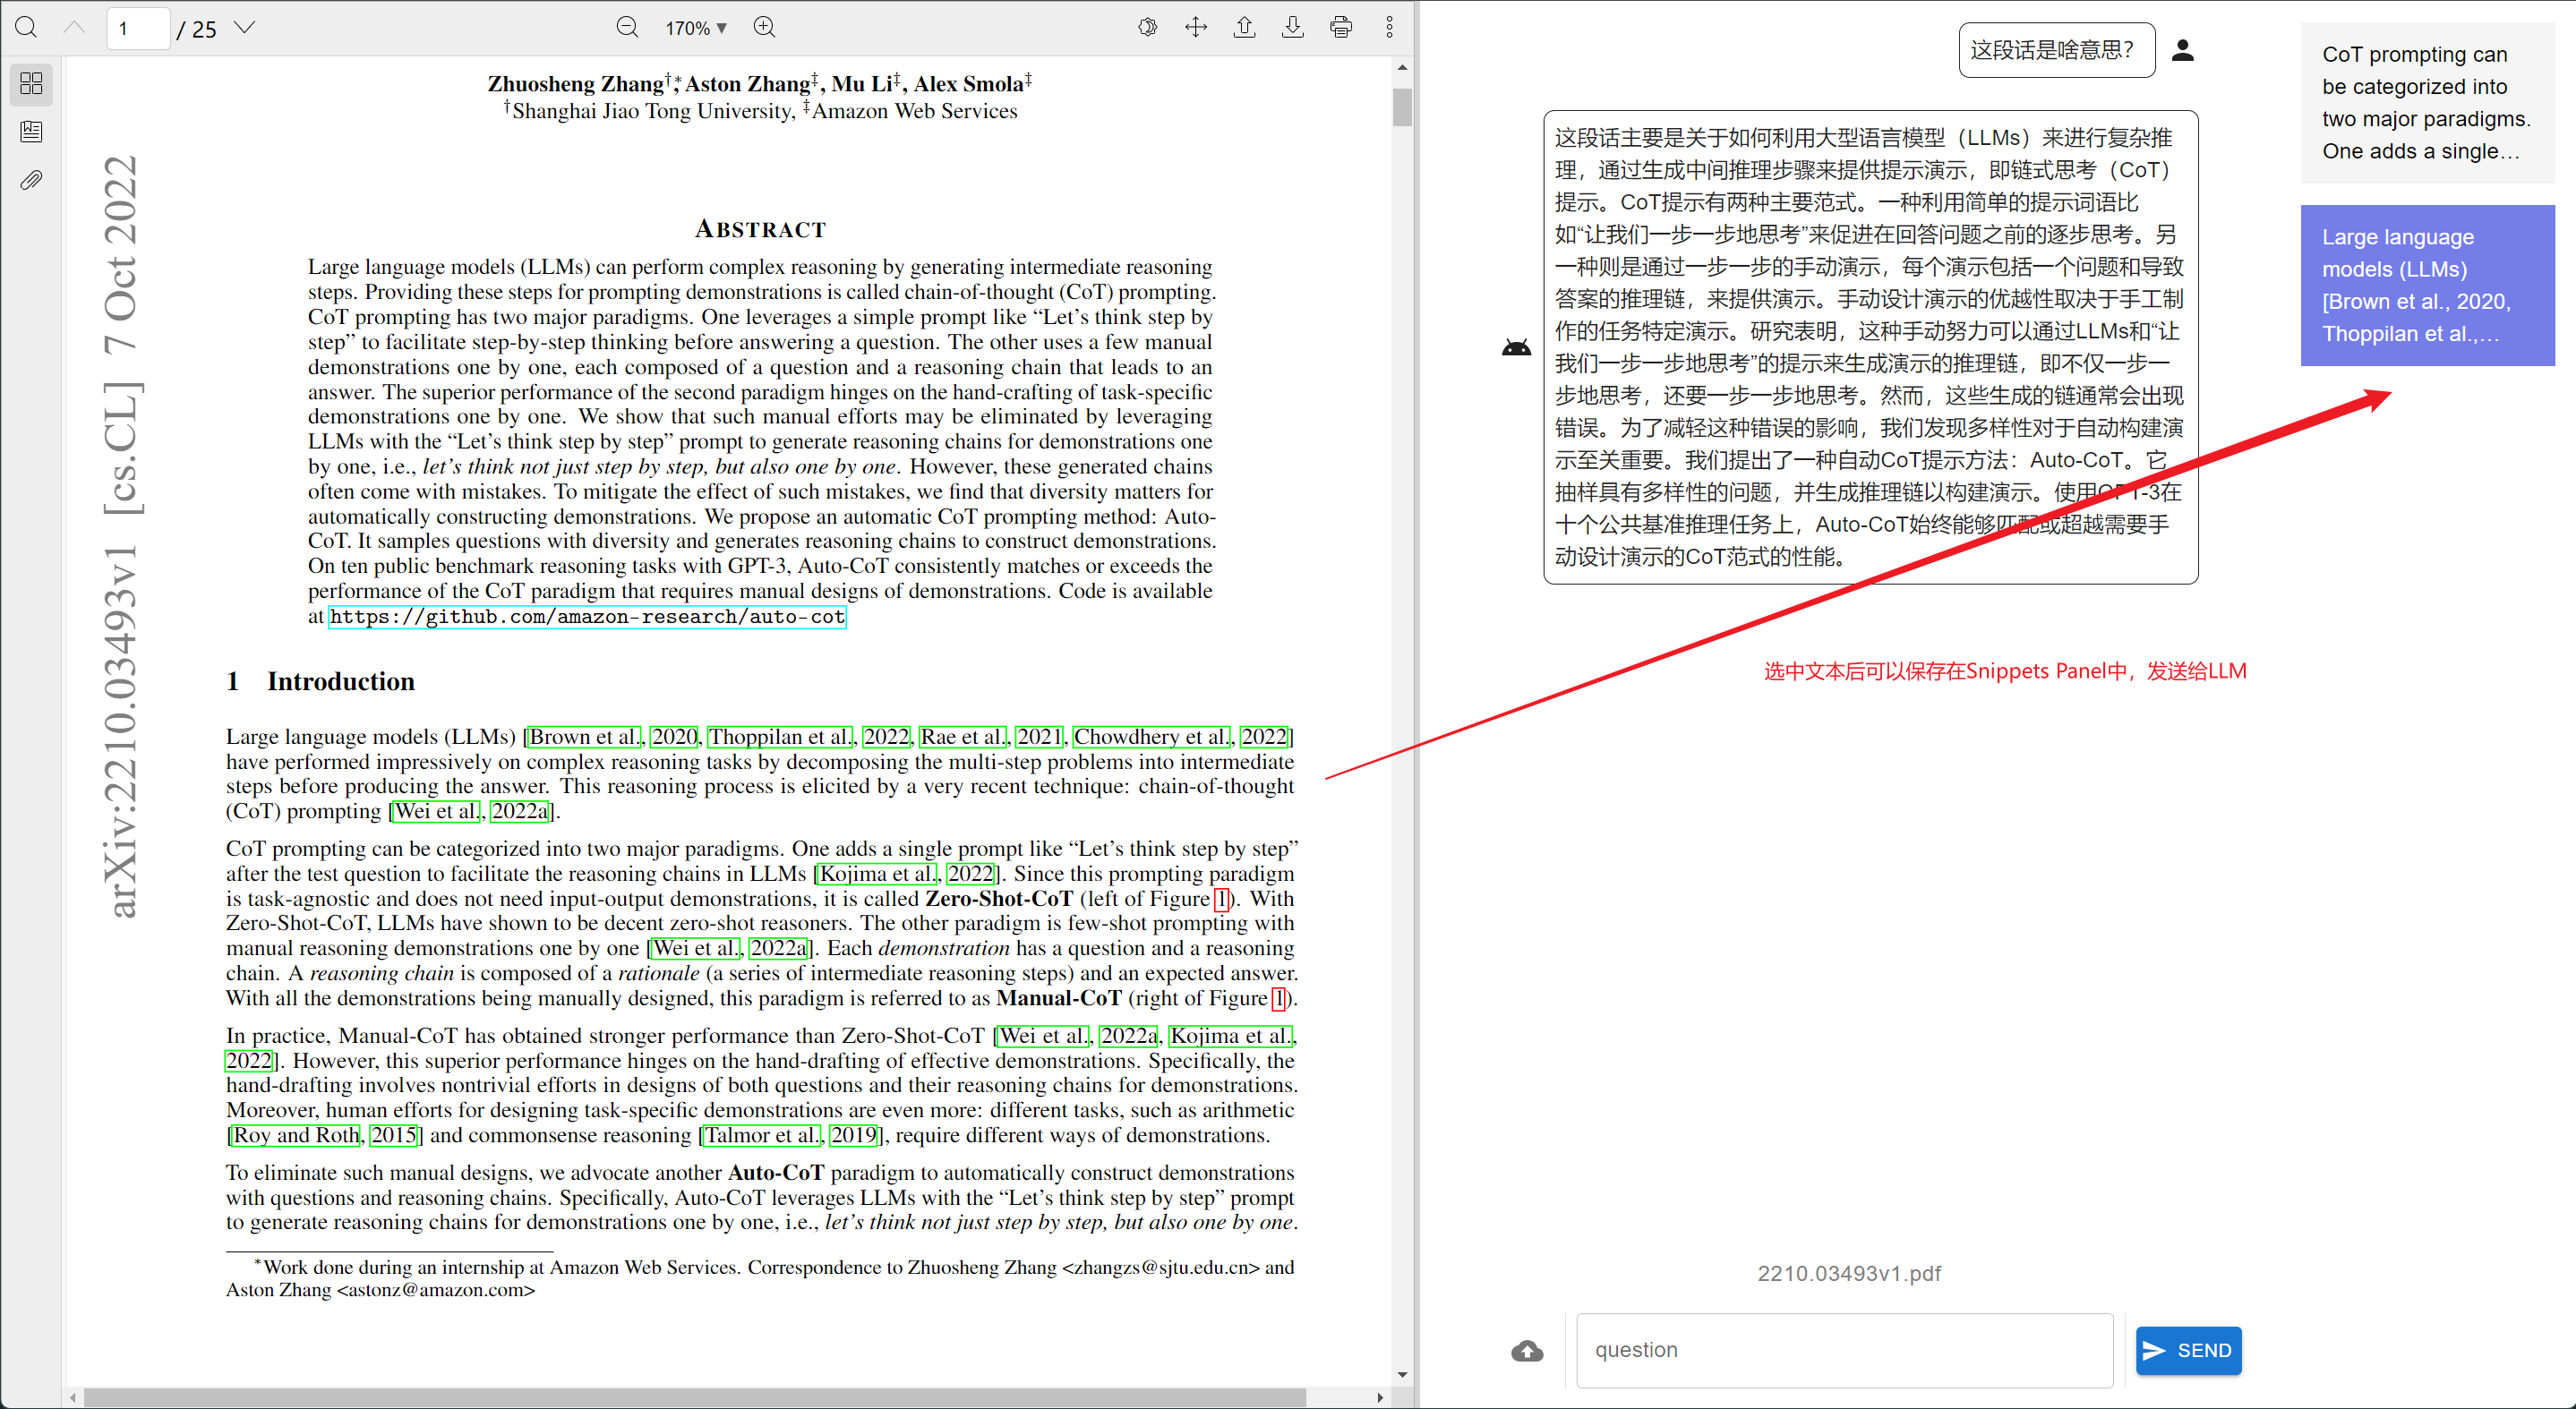 1 / 25
170%
Zhuosheng Zhang†*, Aston Zhang‡, Mu Li‡, Alex Smola‡
†Shanghai Jiao Tong University, ‡Amazon Web Services
arXiv:2210.03493v1 [cs.CL] 7 Oct 2022
ABSTRACT
Large language models (LLMs) can perform complex reasoning by generating intermediate reasoning
steps. Providing these steps for prompting demonstrations is called chain-of-thought (CoT) prompting.
CoT prompting has two major paradigms. One leverages a simple prompt like “Let’s think step by
step” to facilitate step-by-step thinking before answering a question. The other uses a few manual
demonstrations one by one, each composed of a question and a reasoning chain that leads to an
answer. The superior performance of the second paradigm hinges on the hand-crafting of task-specific
demonstrations one by one. We show that such manual efforts may be eliminated by leveraging
LLMs with the “Let’s think step by step” prompt to generate reasoning chains for demonstrations one
by one, i.e., let’s think not just step by step, but also one by one. However, these generated chains
often come with mistakes. To mitigate the effect of such mistakes, we find that diversity matters for
automatically constructing demonstrations. We propose an automatic CoT prompting method: Auto-
CoT. It samples questions with diversity and generates reasoning chains to construct demonstrations.
On ten public benchmark reasoning tasks with GPT-3, Auto-CoT consistently matches or exceeds the
performance of the CoT paradigm that requires manual designs of demonstrations. Code is available
at https://github.com/amazon-research/auto-cot
1 Introduction
Large language models (LLMs) [Brown et al., 2020, Thoppilan et al., 2022, Rae et al., 2021, Chowdhery et al., 2022]
have performed impressively on complex reasoning tasks by decomposing the multi-step problems into intermediate
steps before producing the answer. This reasoning process is elicited by a very recent technique: chain-of-thought
(CoT) prompting [Wei et al., 2022a].
CoT prompting can be categorized into two major paradigms. One adds a single prompt like “Let’s think step by step”
after the test question to facilitate the reasoning chains in LLMs [Kojima et al., 2022]. Since this prompting paradigm
is task-agnostic and does not need input-output demonstrations, it is called Zero-Shot-CoT (left of Figure 1). With
Zero-Shot-CoT, LLMs have shown to be decent zero-shot reasoners. The other paradigm is few-shot prompting with
manual reasoning demonstrations one by one [Wei et al., 2022a]. Each demonstration has a question and a reasoning
chain. A reasoning chain is composed of a rationale (a series of intermediate reasoning steps) and an expected answer.
With all the demonstrations being manually designed, this paradigm is referred to as Manual-CoT (right of Figure 1).
In practice, Manual-CoT has obtained stronger performance than Zero-Shot-CoT [Wei et al., 2022a, Kojima et al.,
2022]. However, this superior performance hinges on the hand-drafting of effective demonstrations. Specifically, the
hand-drafting involves nontrivial efforts in designs of both questions and their reasoning chains for demonstrations.
Moreover, human efforts for designing task-specific demonstrations are even more: different tasks, such as arithmetic
[Roy and Roth, 2015] and commonsense reasoning [Talmor et al., 2019], require different ways of demonstrations.
To eliminate such manual designs, we advocate another Auto-CoT paradigm to automatically construct demonstrations
with questions and reasoning chains. Specifically, Auto-CoT leverages LLMs with the “Let’s think step by step” prompt
to generate reasoning chains for demonstrations one by one, i.e., let’s think not just step by step, but also one by one.
*Work done during an internship at Amazon Web Services. Correspondence to Zhuosheng Zhang <zhangzs@sjtu.edu.cn> and
Aston Zhang <astonz@amazon.com>
这段话是啥意思？
这段话主要是关于如何利用大型语言模型（LLMs）来进行复杂推
理，通过生成中间推理步骤来提供提示演示，即链式思考（CoT）
提示。CoT提示有两种主要范式。一种利用简单的提示词语比
如“让我们一步一步地思考”来促进在回答问题之前的逐步思考。另
一种则是通过一步一步的手动演示，每个演示包括一个问题和导致
答案的推理链，来提供演示。手动设计演示的优越性取决于手工制
作的任务特定演示。研究表明，这种手动努力可以通过LLMs和“让
我们一步一步地思考”的提示来生成演示的推理链，即不仅一步一
步地思考，还要一步一步地思考。然而，这些生成的链通常会出现
错误。为了减轻这种错误的影响，我们发现多样性对于自动构建演
示至关重要。我们提出了一种自动CoT提示方法：Auto-CoT。它
抽样具有多样性的问题，并生成推理链以构建演示。使用GPT-3在
十个公共基准推理任务上，Auto-CoT始终能够匹配或超越需要手
动设计演示的CoT范式的性能。
选中文本后可以保存在Snippets Panel中，发送给LLM
2210.03493v1.pdf
question
SEND
CoT prompting can
be categorized into
two major paradigms.
One adds a single...
Large language
models (LLMs)
[Brown et al., 2020,
Thoppilan et al.,...